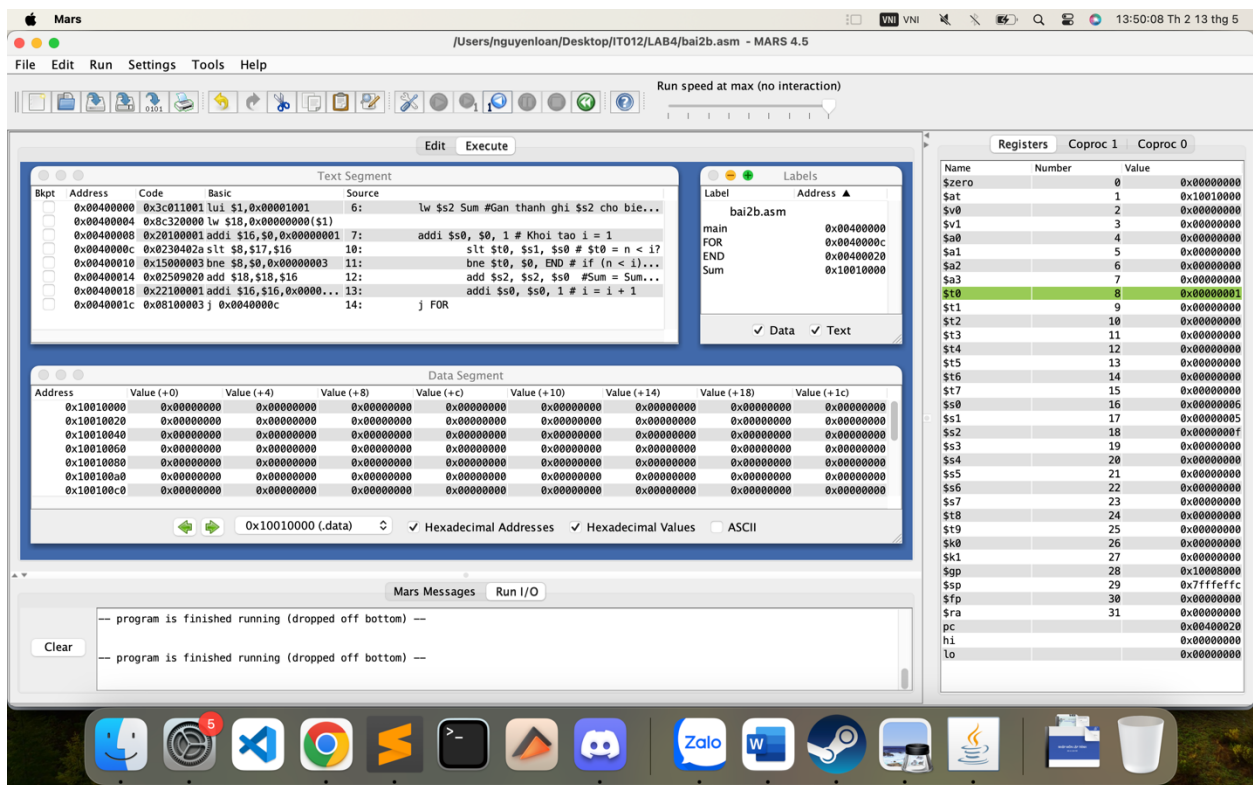 Mars VNI VNI 13:50:08 Th 2 13 thg 5
/Users/nguyenloan/Desktop/IT012/LAB4/bai2b.asm - MARS 4.5
File Edit Run Settings Tools Help
Run speed at max (no interaction)
Edit Execute
Text Segment
Bkpt Address Code Basic Source
0x00400000 0x3c011001 lui $1,0x00001001 6: lw $s2 Sum #Gan thanh ghi $s2 cho bie...
0x00400004 0x8c320000 lw $18,0x00000000($1)
0x00400008 0x20100001 addi $16,$0,0x00000001 7: addi $s0, $0, 1 # Khoi tao i = 1
0x0040000c 0x0230402a slt $8,$17,$16 10: slt $t0, $s1, $s0 # $t0 = n < i?
0x00400010 0x15000003 bne $8,$0,0x00000003 11: bne $t0, $0, END # if (n < i)...
0x00400014 0x02509020 add $18,$18,$16 12: add $s2, $s2, $s0 #Sum = Sum...
0x00400018 0x22100001 addi $16,$16,0x0000... 13: addi $s0, $s0, 1 # i = i + 1
0x0040001c 0x08100003 j 0x0040000c 14: j FOR
Labels
Label Address ▲
bai2b.asm
main 0x00400000
FOR 0x0040000c
END 0x00400020
Sum 0x10010000
Data Text
Data Segment
Address Value (+0) Value (+4) Value (+8) Value (+c) Value (+10) Value (+14) Value (+18) Value (+1c)
0x10010000 0x00000000 0x00000000 0x00000000 0x00000000 0x00000000 0x00000000 0x00000000 0x00000000
0x10010020 0x00000000 0x00000000 0x00000000 0x00000000 0x00000000 0x00000000 0x00000000 0x00000000
0x10010040 0x00000000 0x00000000 0x00000000 0x00000000 0x00000000 0x00000000 0x00000000 0x00000000
0x10010060 0x00000000 0x00000000 0x00000000 0x00000000 0x00000000 0x00000000 0x00000000 0x00000000
0x10010080 0x00000000 0x00000000 0x00000000 0x00000000 0x00000000 0x00000000 0x00000000 0x00000000
0x100100a0 0x00000000 0x00000000 0x00000000 0x00000000 0x00000000 0x00000000 0x00000000 0x00000000
0x100100c0 0x00000000 0x00000000 0x00000000 0x00000000 0x00000000 0x00000000 0x00000000 0x00000000
0x10010000 (.data) Hexadecimal Addresses Hexadecimal Values ASCII
Mars Messages Run I/O
-- program is finished running (dropped off bottom) --
Clear
-- program is finished running (dropped off bottom) --
Registers Coproc 1 Coproc 0
Name Number Value
$zero 0 0x00000000
$at 1 0x10010000
$v0 2 0x00000000
$v1 3 0x00000000
$a0 4 0x00000000
$a1 5 0x00000000
$a2 6 0x00000000
$a3 7 0x00000000
$t0 8 0x00000001
$t1 9 0x00000000
$t2 10 0x00000000
$t3 11 0x00000000
$t4 12 0x00000000
$t5 13 0x00000000
$t6 14 0x00000000
$t7 15 0x00000000
$s0 16 0x00000006
$s1 17 0x00000005
$s2 18 0x0000000f
$s3 19 0x00000000
$s4 20 0x00000000
$s5 21 0x00000000
$s6 22 0x00000000
$s7 23 0x00000000
$t8 24 0x00000000
$t9 25 0x00000000
$k0 26 0x00000000
$k1 27 0x00000000
$gp 28 0x10008000
$sp 29 0x7fffeffc
$fp 30 0x00000000
$ra 31 0x00000000
pc 0x00400020
hi 0x00000000
lo 0x00000000
5
Zalo
W